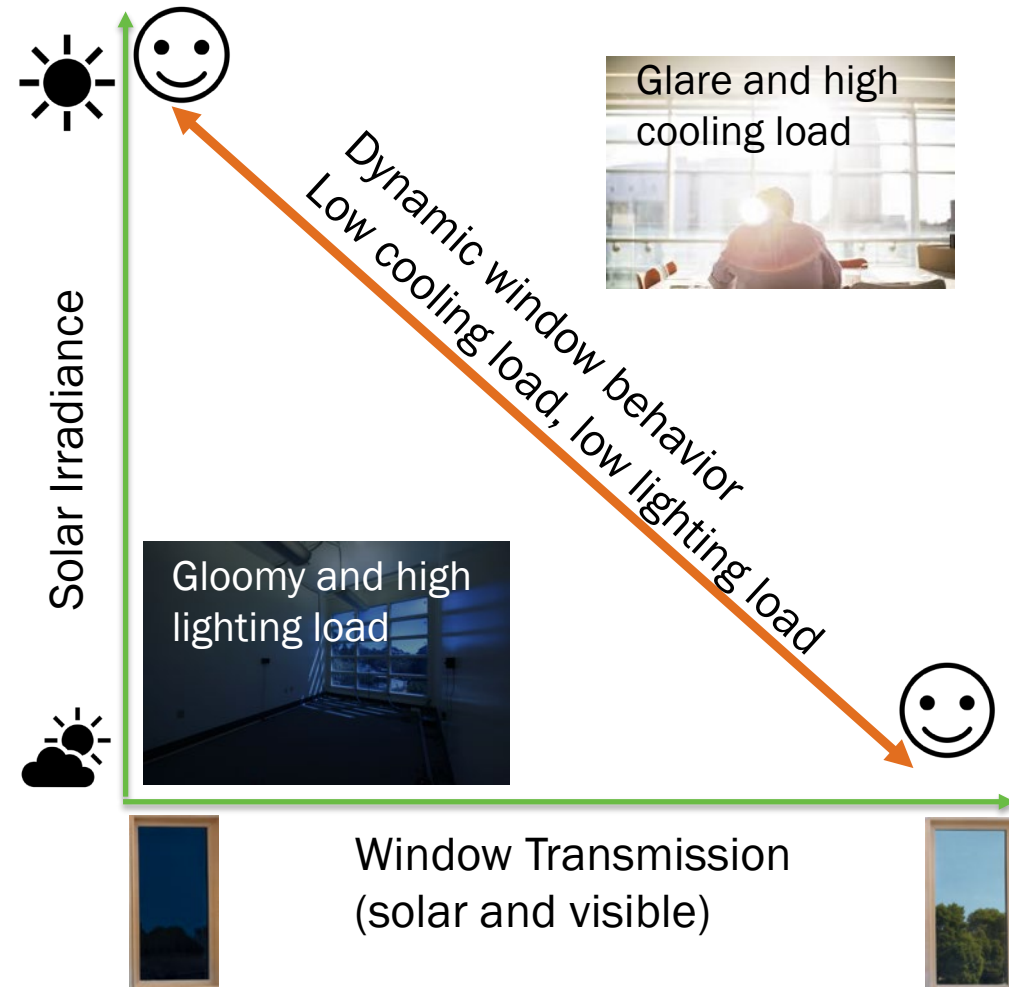 Glare and high
cooling load
Dynamic window behavior
Low cooling load, low lighting load
Solar Irradiance
Gloomy and high
lighting load
Window Transmission
(solar and visible)